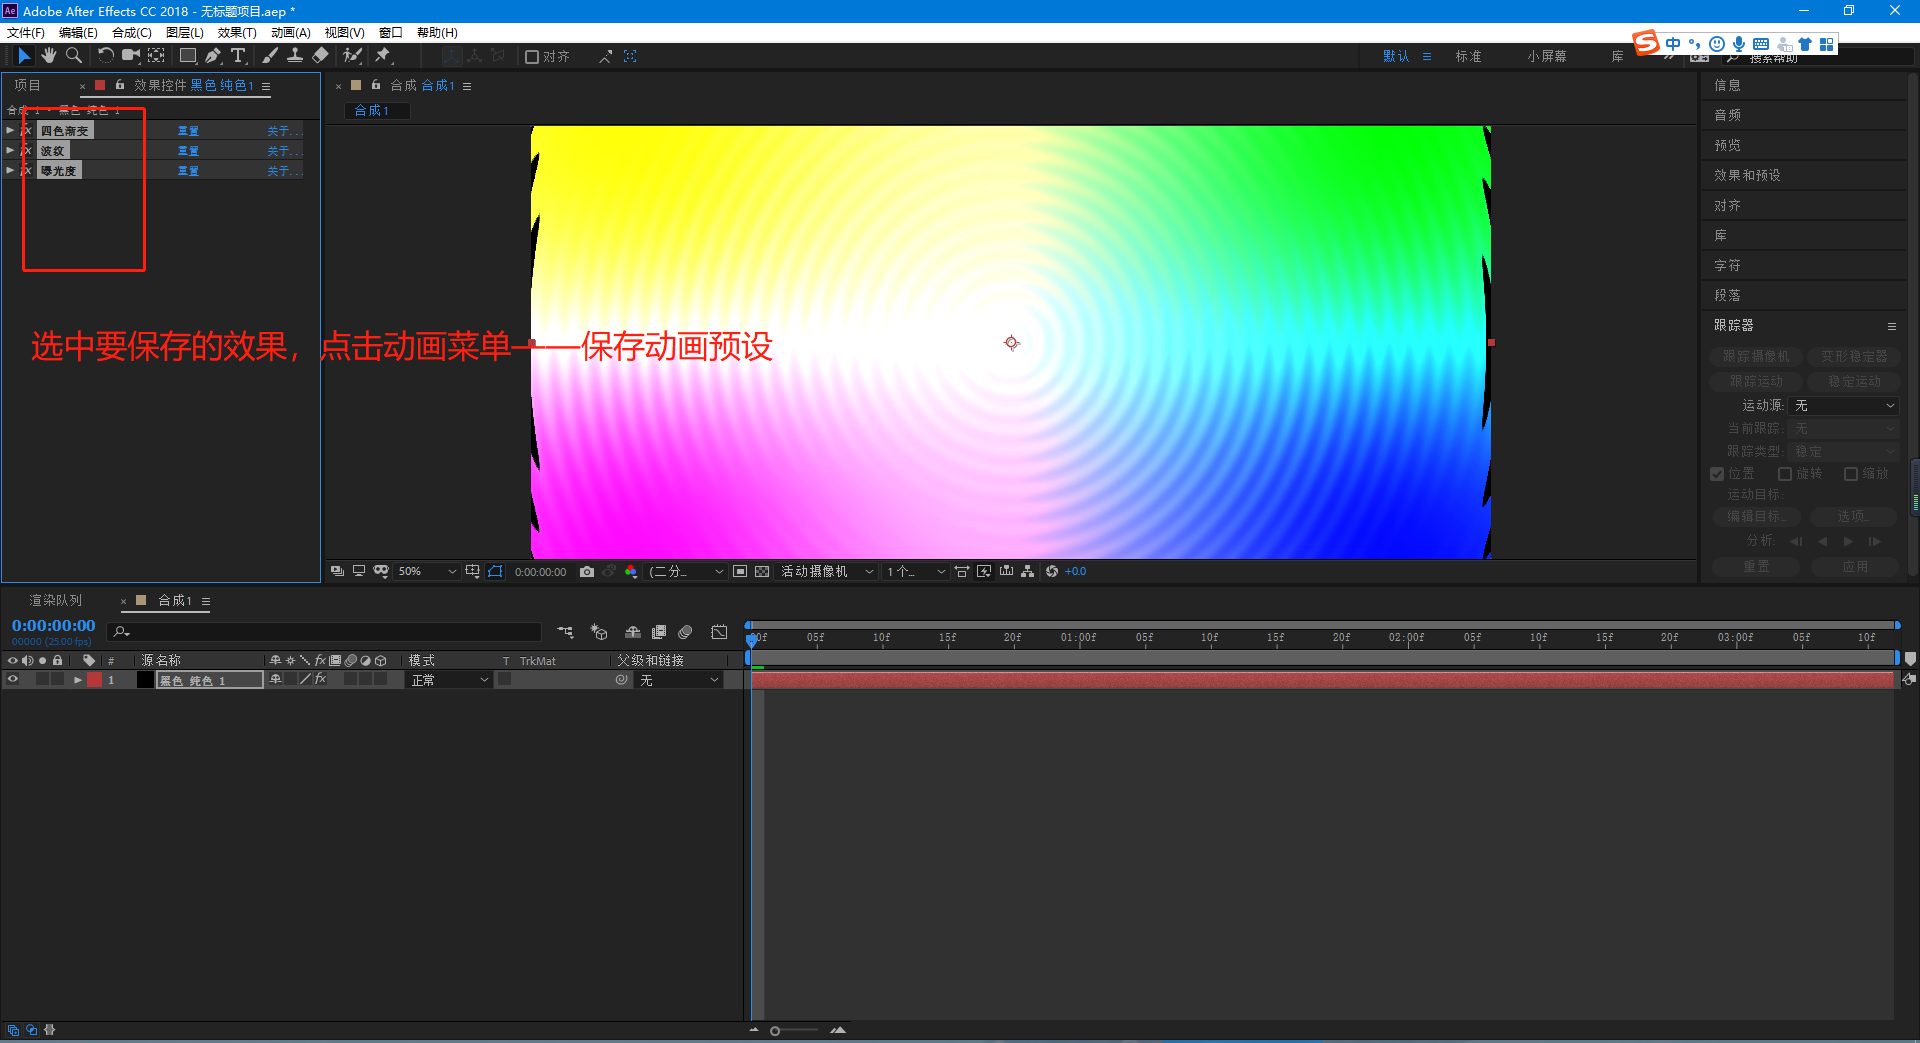 Ae Adobe After Effects CC 2018 - 无标题项目.aep *
文件(F) 编辑(E) 合成(C) 图层(L) 效果(T) 动画(A) 视图(V) 窗口 帮助(H)
对齐 默认 标准 小屏幕 库 搜索帮助
S 中
项目 效果控件 黑色 纯色 1
合成 1 · 黑色 纯色 1
fx 四色渐变 重置 关于...
fx 波纹 重置 关于...
fx 曝光度 重置 关于...
合成 合成1
合成1
选中要保存的效果，点击动画菜单——保存动画预设
50% 0:00:00:00 (二分... 活动摄像机 1个... +0.0
信息
音频
预览
效果和预设
对齐
库
字符
段落
跟踪器
跟踪摄像机 变形稳定器
跟踪运动 稳定运动
运动源: 无
当前跟踪: 无
跟踪类型: 稳定
位置 旋转 缩放
运动目标:
编辑目标... 选项...
分析:
重置 应用
渲染队列 合成1
0:00:00:00
00000 (25.00 fps)
00f 05f 10f 15f 20f 01:00f 05f 10f 15f 20f 02:00f 05f 10f 15f 20f 03:00f 05f 10f
# 源名称 fx 模式 T TrkMat 父级和链接
1 黑色 纯色 1 fx 正常 无